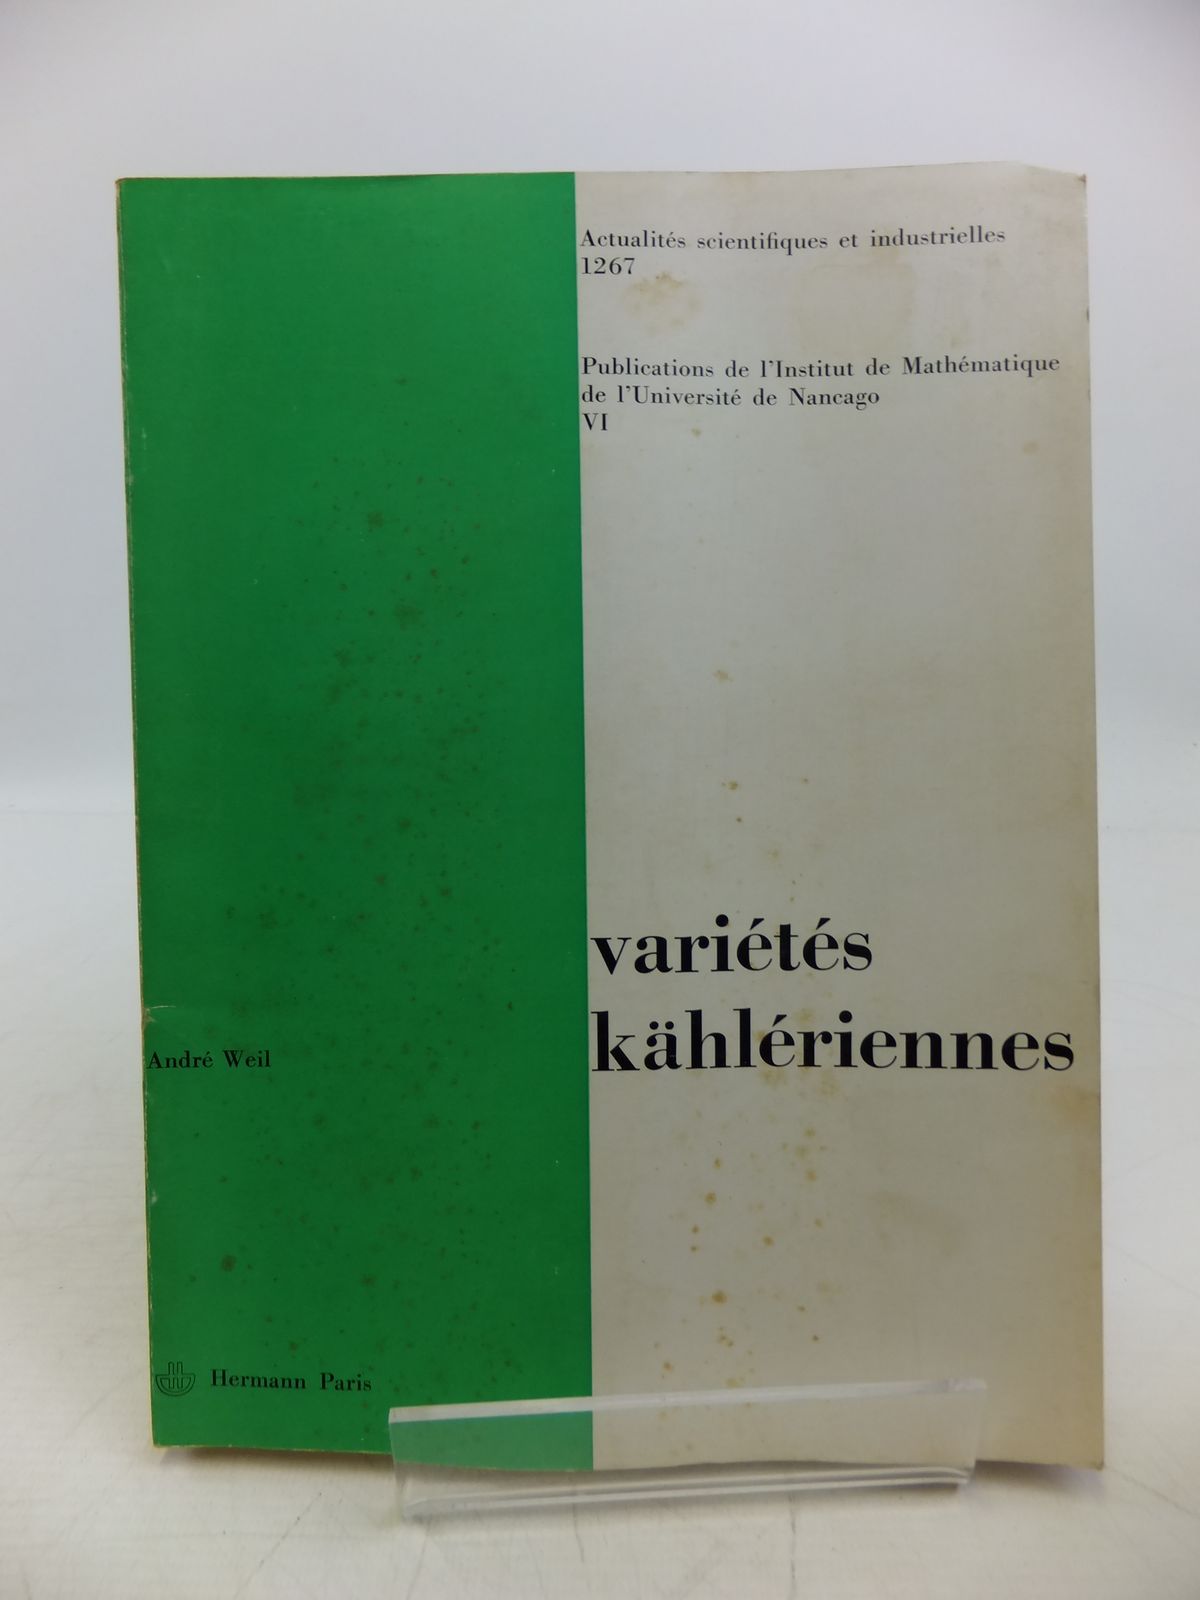 Actualités scientifiques et industrielles
1267
Publications de l'Institut de Mathématique
de l'Université de Nancago
VI
variétés
kählériennes
André Weil
Hermann Paris